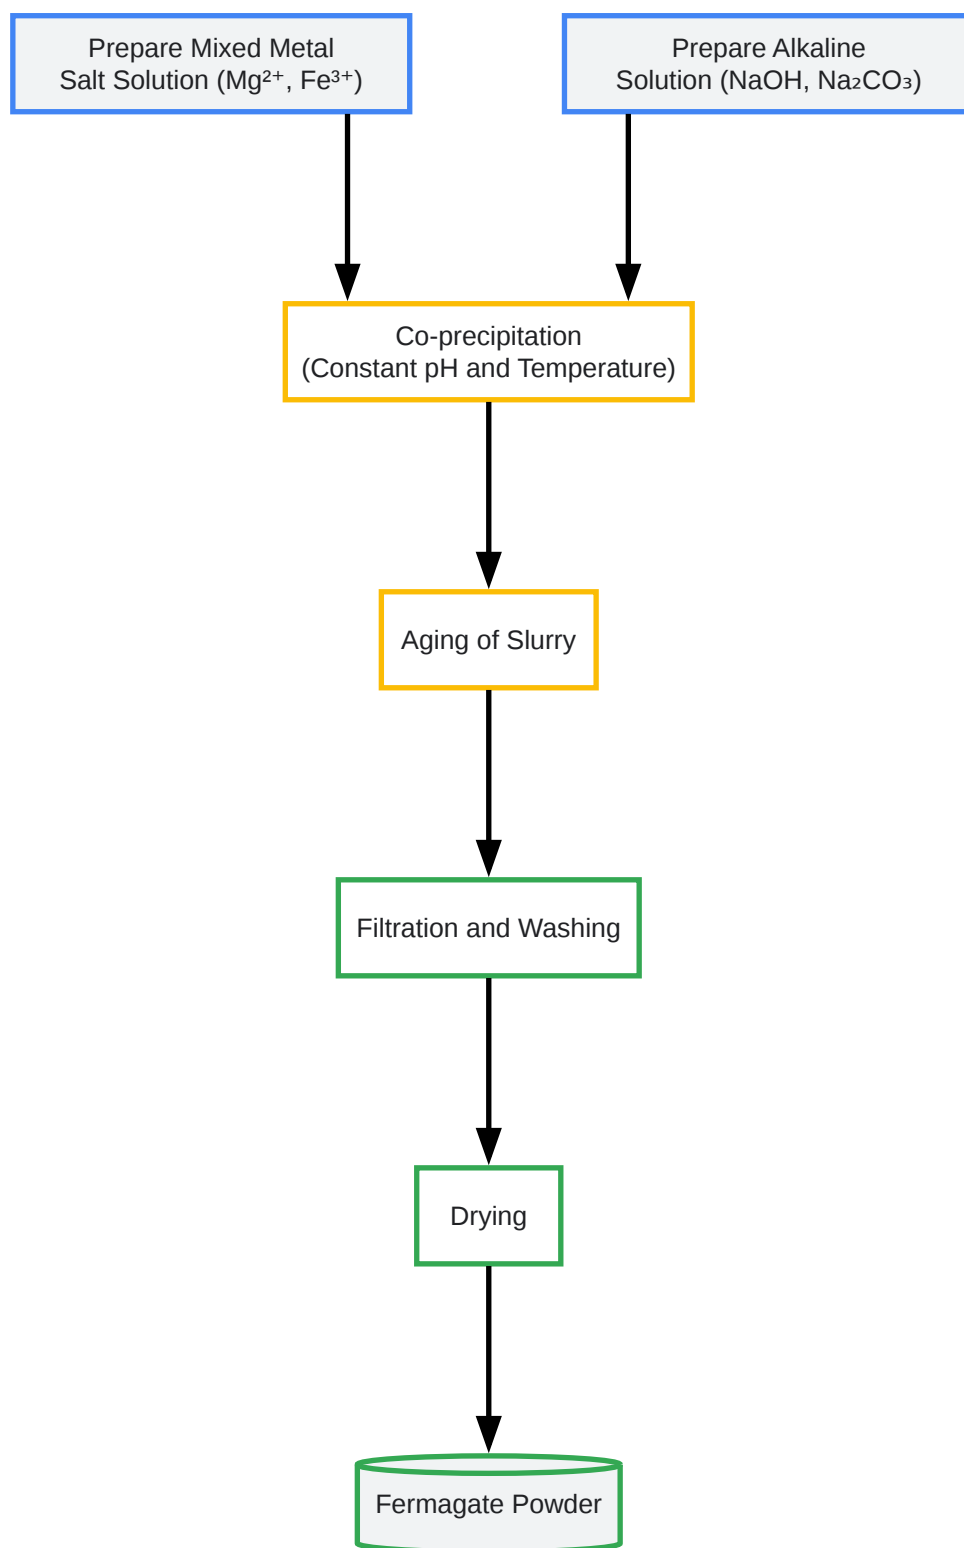 Prepare Mixed Metal
Salt Solution (Mg²⁺, Fe³⁺)
Prepare Alkaline
Solution (NaOH, Na₂CO₃)
Co-precipitation
(Constant pH and Temperature)
Aging of Slurry
Filtration and Washing
Drying
Fermagate Powder